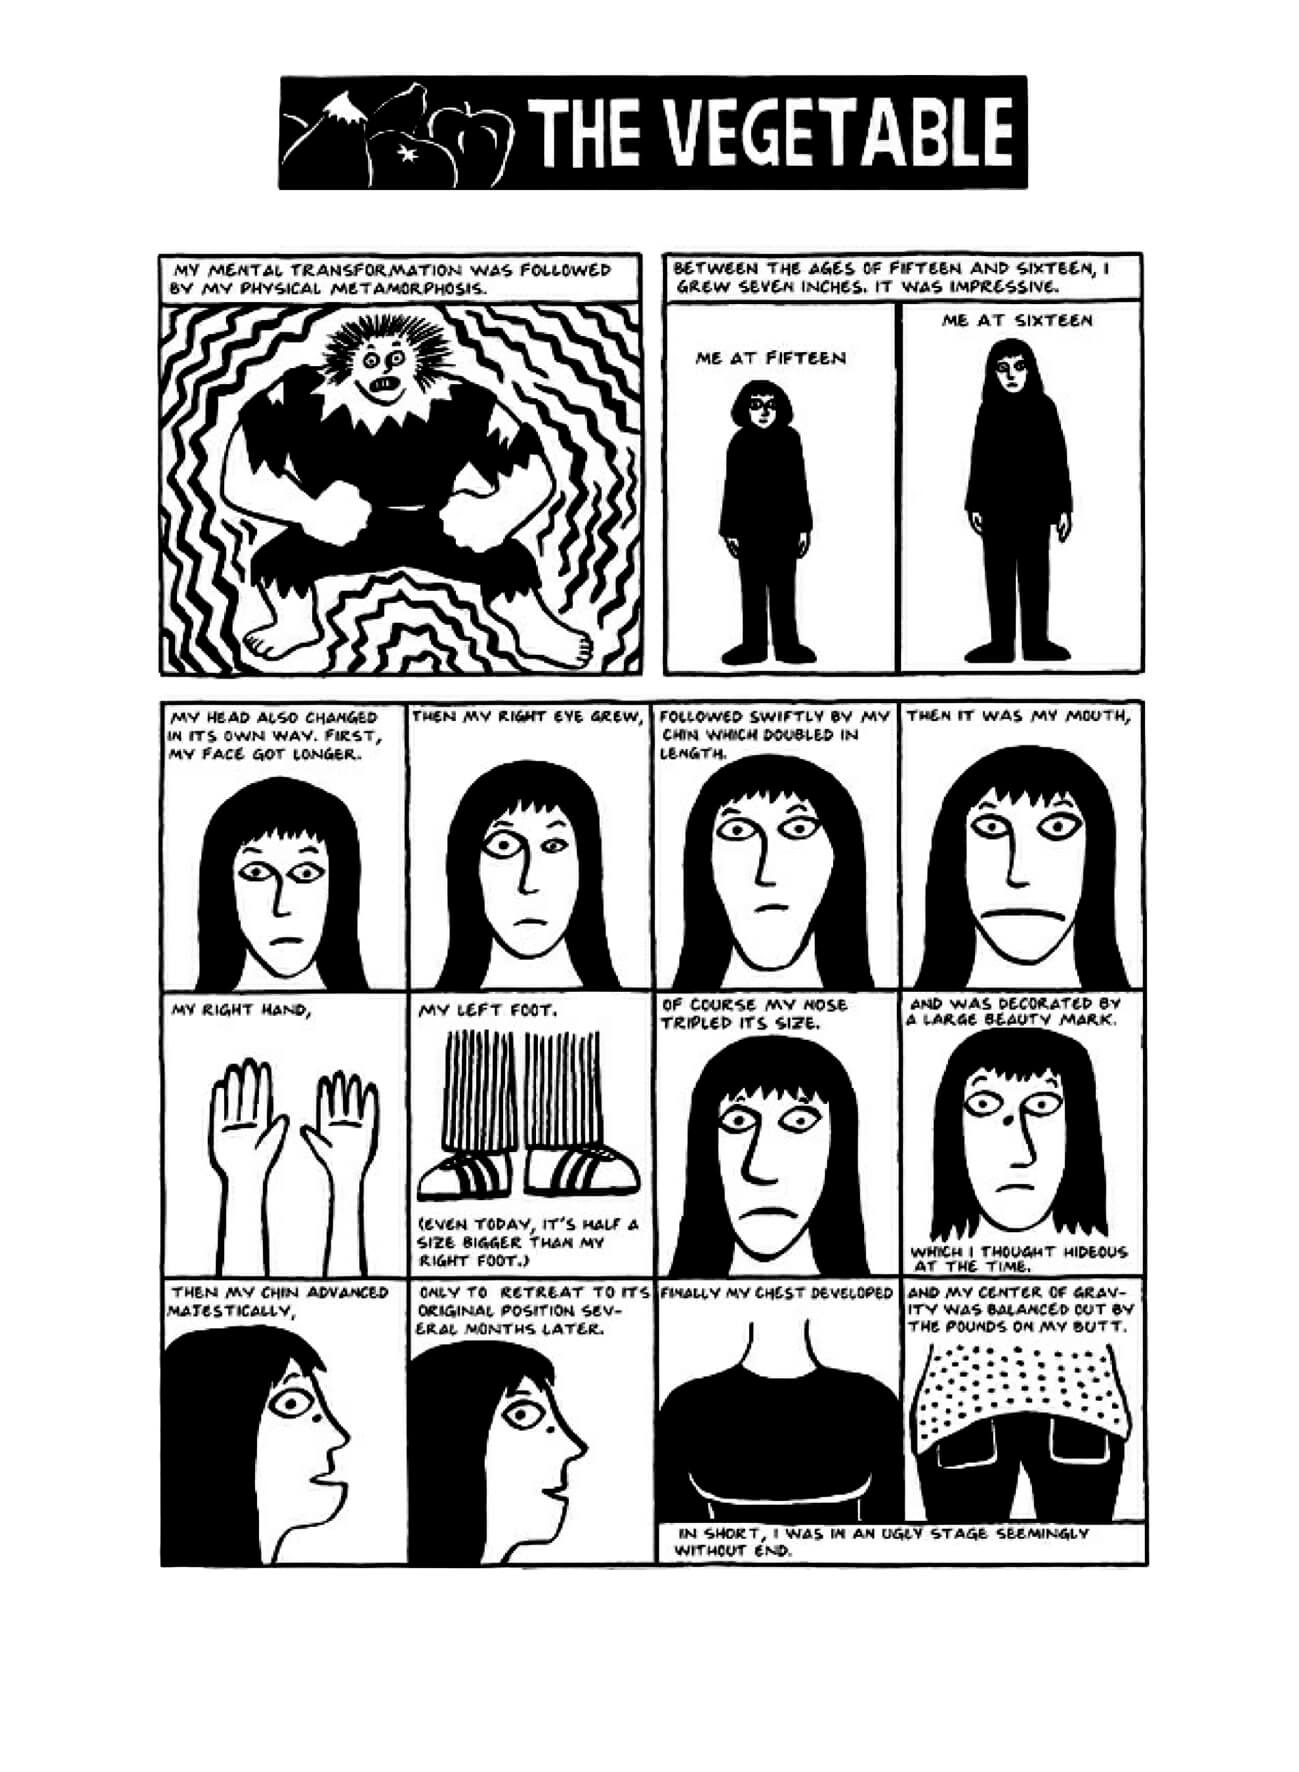 THE VEGETABLE
MY MENTAL TRANSFORMATION WAS FOLLOWED
BY MY PHYSICAL METAMORPHOSIS.
BETWEEN THE AGES OF FIFTEEN AND SIXTEEN, I
GREW SEVEN INCHES. IT WAS IMPRESSIVE.
ME AT FIFTEEN
ME AT SIXTEEN
MY HEAD ALSO CHANGED
IN ITS OWN WAY. FIRST,
MY FACE GOT LONGER.
THEN MY RIGHT EYE GREW,
FOLLOWED SWIFTLY BY MY
CHIN WHICH DOUBLED IN
LENGTH.
THEN IT WAS MY MOUTH,
MY RIGHT HAND,
MY LEFT FOOT.
(EVEN TODAY, IT'S HALF A
SIZE BIGGER THAN MY
RIGHT FOOT.)
OF COURSE MY NOSE
TRIPLED ITS SIZE.
AND WAS DECORATED BY
A LARGE BEAUTY MARK.
WHICH I THOUGHT HIDEOUS
AT THE TIME.
THEN MY CHIN ADVANCED
MAJESTICALLY,
ONLY TO RETREAT TO ITS
ORIGINAL POSITION SEV-
ERAL MONTHS LATER.
FINALLY MY CHEST DEVELOPED
AND MY CENTER OF GRAV-
ITY WAS BALANCED OUT BY
THE POUNDS ON MY BUTT.
IN SHORT, I WAS IN AN UGLY STAGE SEEMINGLY
WITHOUT END.